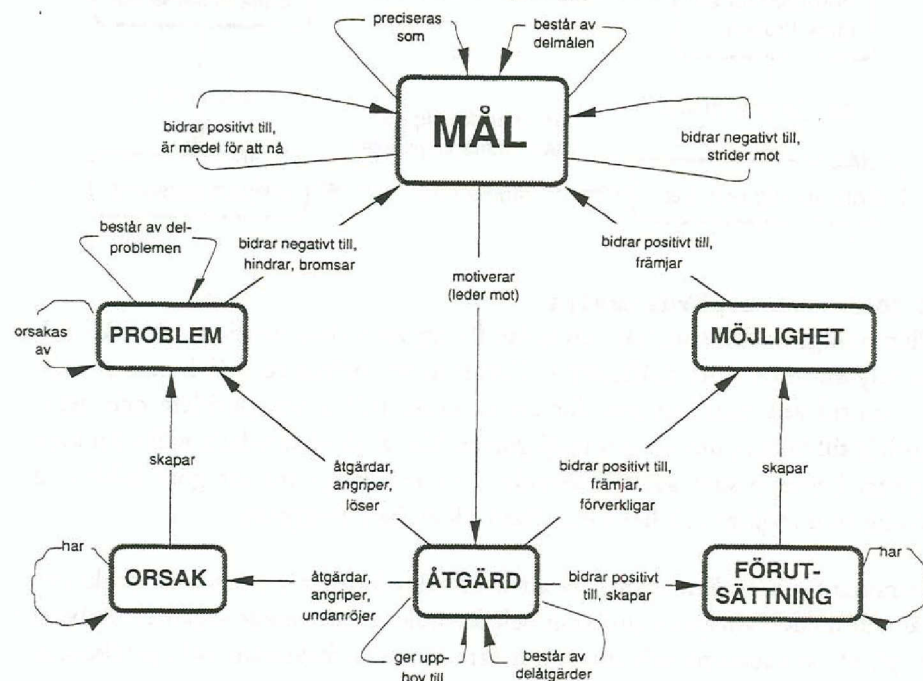 preciseras
som
består av
delmålen
MÅL
bidrar positivt till,
är medel för att nå
bidrar negativt till,
strider mot
består av del-
problemen
bidrar negativt till,
hindrar, bromsar
motiverar
(leder mot)
bidrar positivt till,
främjar
orsakas
av
PROBLEM
MÖJLIGHET
skapar
åtgärdar,
angriper,
löser
bidrar positivt till,
främjar,
förverkligar
skapar
har
ORSAK
åtgärdar,
angriper,
undanröjer
ÅTGÄRD
bidrar positivt
till, skapar
FÖRUT-
SÄTTNING
har
ger upp-
hov till
består av
delåtgärder